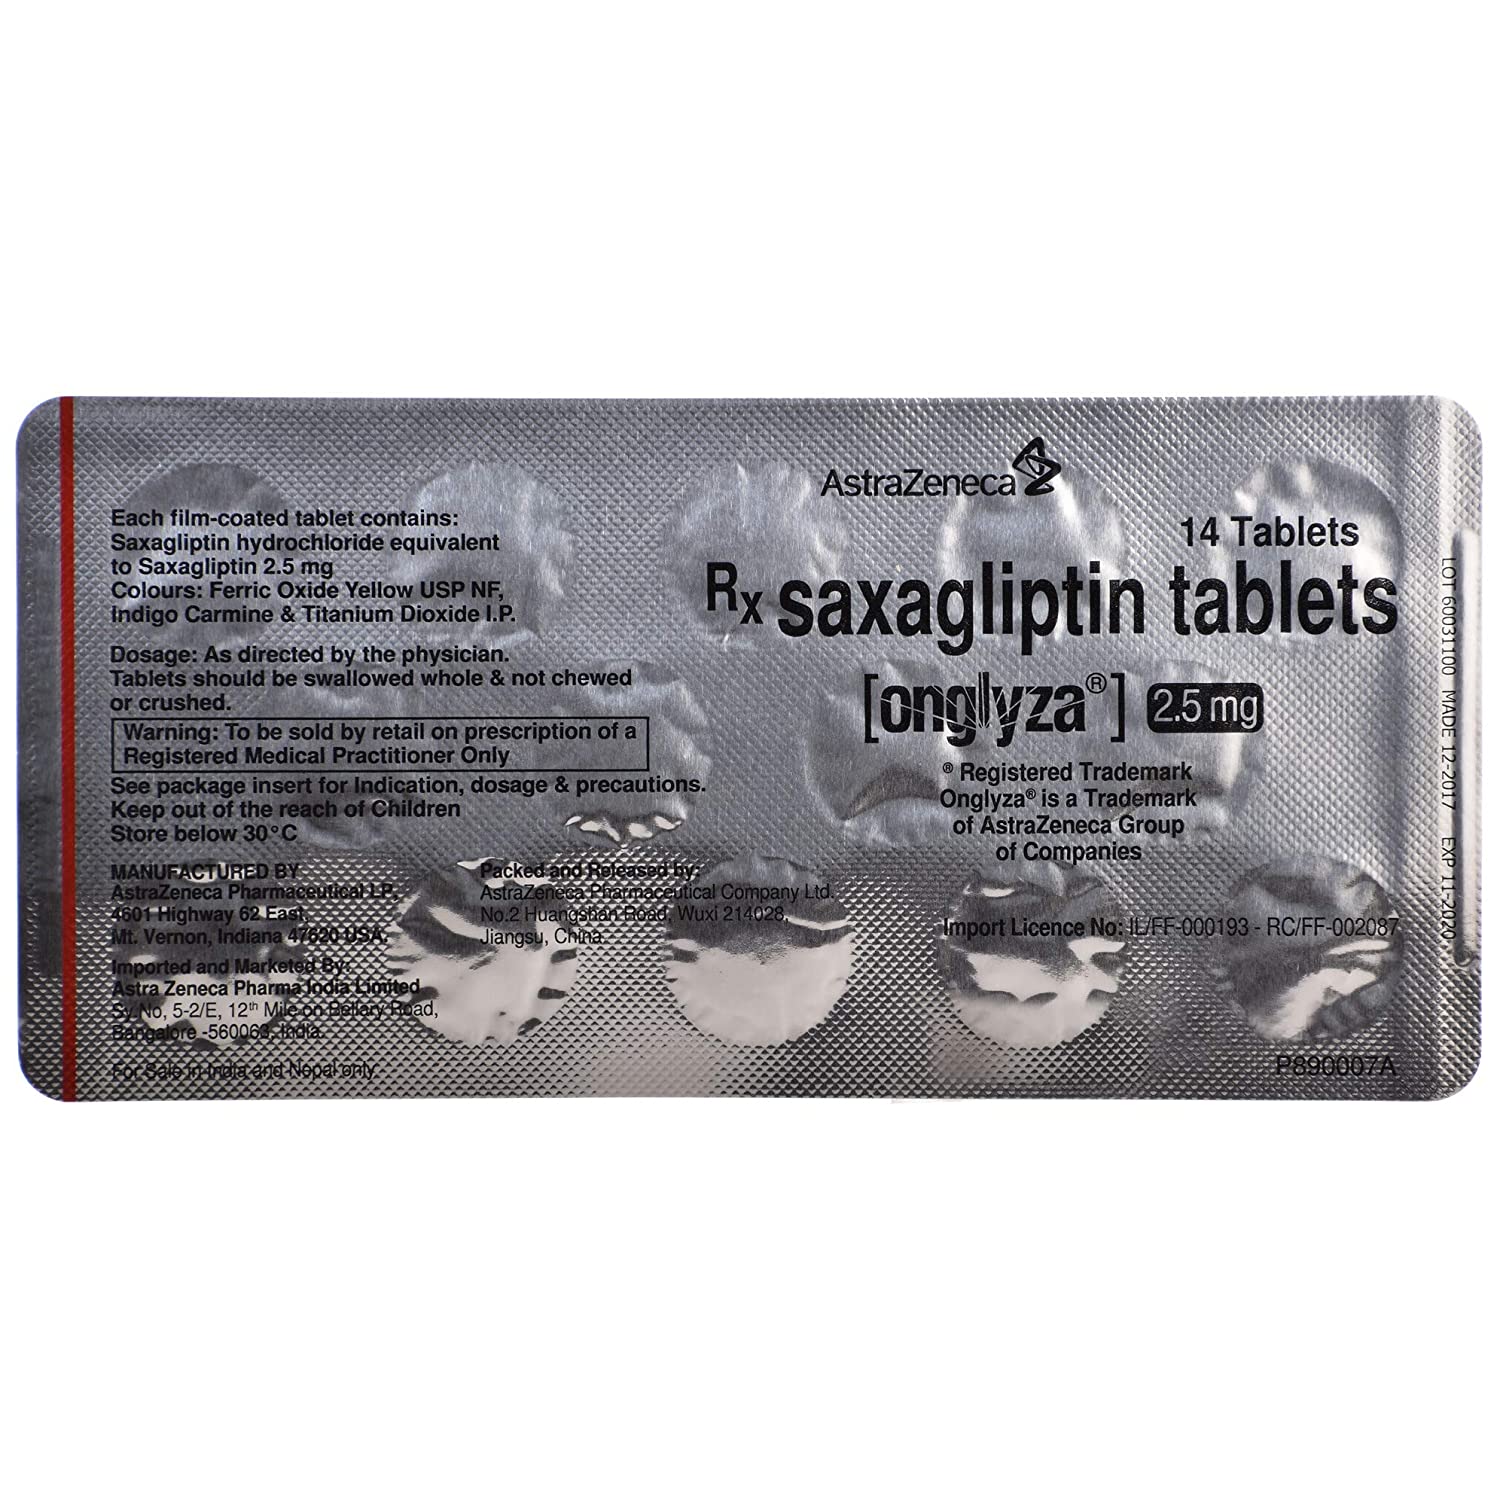 Each film-coated tablet contains:
Saxagliptin hydrochloride equivalent
to Saxagliptin 2.5 mg
Colours: Ferric Oxide Yellow USP NF,
Indigo Carmine & Titanium Dioxide I.P.
Dosage: As directed by the physician.
Tablets should be swallowed whole & not chewed
or crushed.
Warning: To be sold by retail on prescription of a
Registered Medical Practitioner Only
See package insert for Indication, dosage & precautions.
Keep out of the reach of Children
Store below 30°C
MANUFACTURED BY
AstraZeneca Pharmaceutical LP,
4601 Highway 62 East,
Mt. Vernon, Indiana 47620 USA.
Imported and Marketed By:
Astra Zeneca Pharma India Limited
Sy.No, 5-2/E, 12th Mile on Bellary Road,
Bangalore -560063, India.
For Sale in India and Nepal only
Packed and Released by:
AstraZeneca Pharmaceutical Company Ltd.
No.2 Huangshan Road, Wuxi 214028,
Jiangsu, China.
AstraZeneca
14 Tablets
Rx saxagliptin tablets
[onglyza®] 2.5 mg
® Registered Trademark
Onglyza® is a Trademark
of AstraZeneca Group
of Companies
Import Licence No: IL/FF-000193 - RC/FF-002087
P890007A
LOT 60031100 MADE 12-2017 EXP 11-2020